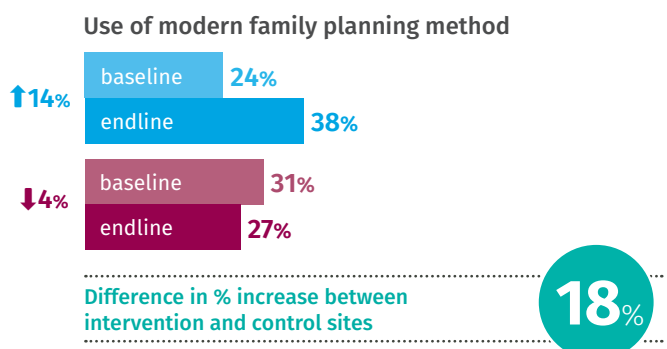 Use of modern family planning method
baseline 24%
⬆14%
endline 38%
baseline 31%
⬇4%
endline 27%
Difference in % increase between
intervention and control sites
18%